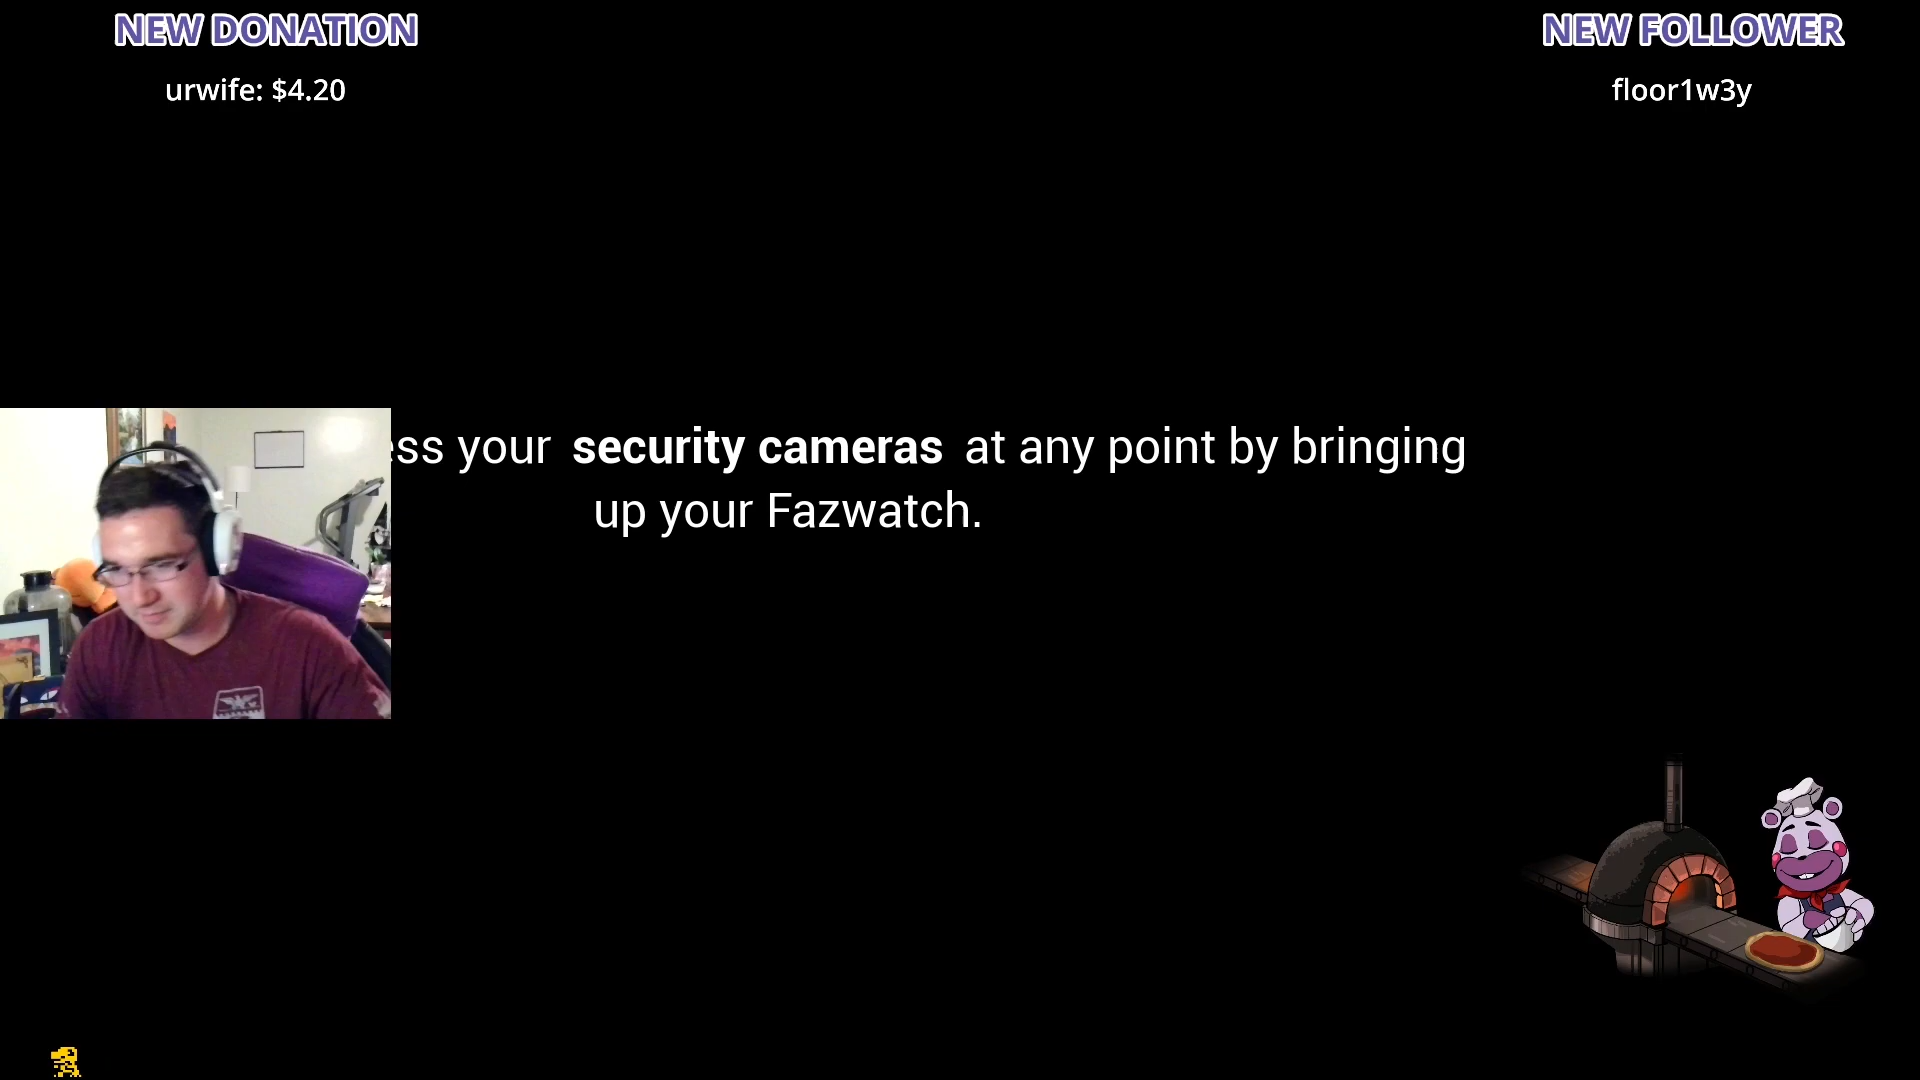 NEW DONATION
NEW FOLLOWER
urwife: $4.20
floor1w3y
your security cameras at any point by bringing
up your Fazwatch.